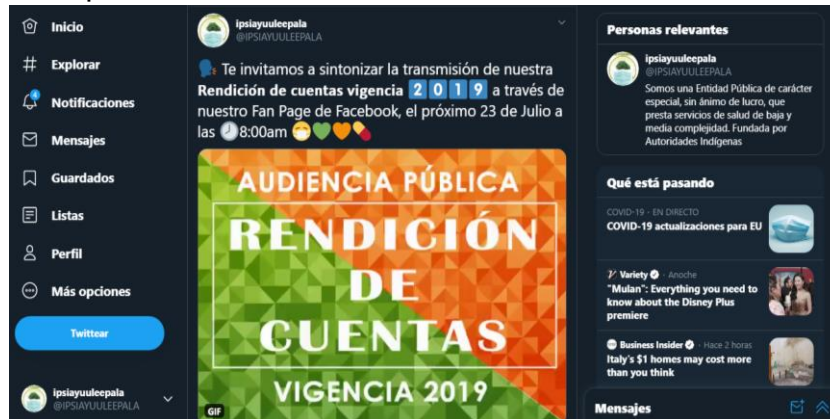 Inicio
Explorar
Notificaciones
Mensajes
Guardados
Listas
Perfil
Más opciones
Twittear
ipsiayuuleepala
@IPSIAYUULEEPALA
ipsiayuuleepala
@IPSIAYUULEEPALA
Te invitamos a sintonizar la transmisión de nuestra
Rendición de cuentas vigencia 2 0 1 9 a través de
nuestro Fan Page de Facebook, el próximo 23 de Julio a
las 8:00am
AUDIENCIA PÚBLICA
RENDICIÓN
DE
CUENTAS
VIGENCIA 2019
GIF
Personas relevantes
ipsiayuuleepala
@IPSIAYUULEEPALA
Somos una Entidad Pública de carácter
especial, sin ánimo de lucro, que
presta servicios de salud de baja y
media complejidad. Fundada por
Autoridades Indígenas
Qué está pasando
COVID-19 · EN DIRECTO
COVID-19 actualizaciones para EU
Variety · Anoche
"Mulan": Everything you need to
know about the Disney Plus
premiere
Business Insider · Hace 2 horas
Italy's $1 homes may cost more
than you think
Mensajes